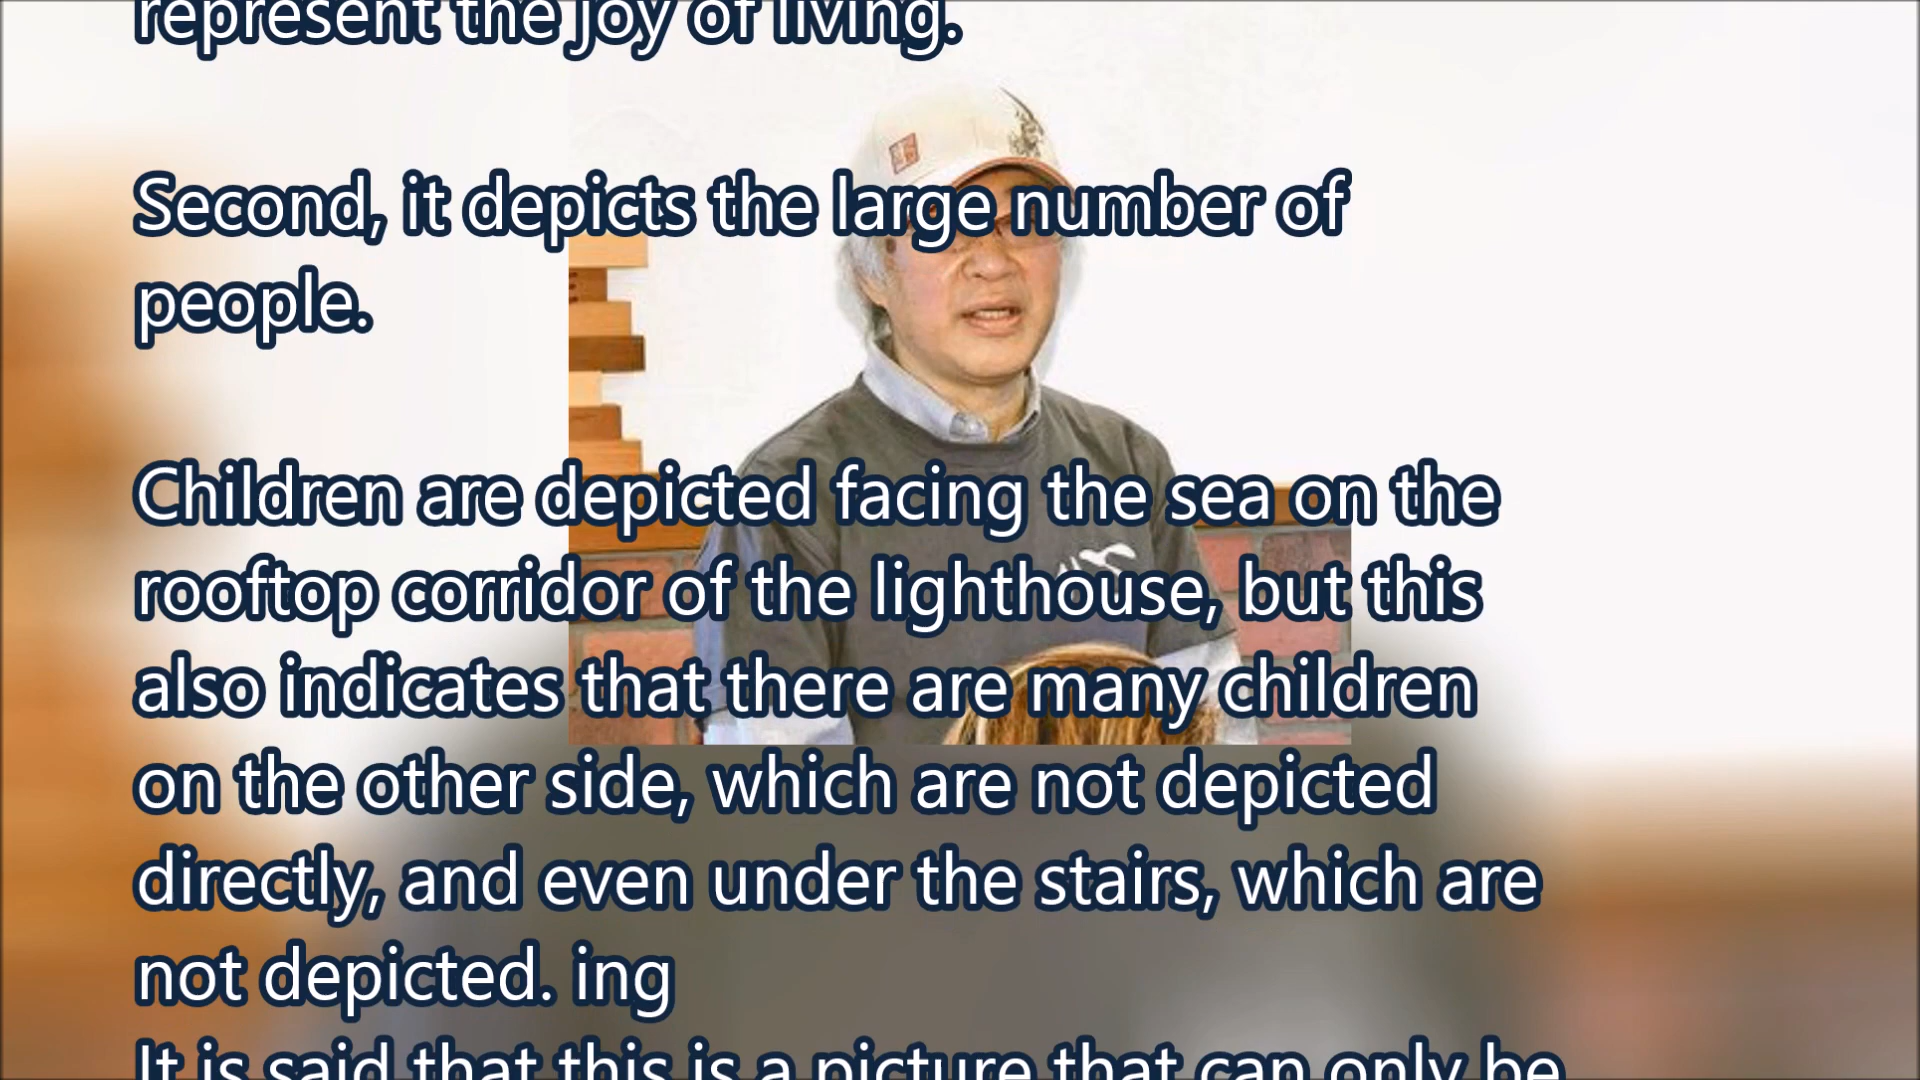 represent the joy of living.
Second, it depicts the large number of
people.
Children are depicted facing the sea on the
rooftop corridor of the lighthouse, but this
also indicates that there are many children
on the other side, which are not depicted
directly, and even under the stairs, which are
not depicted. ing
It is said that this is a picture that can only be